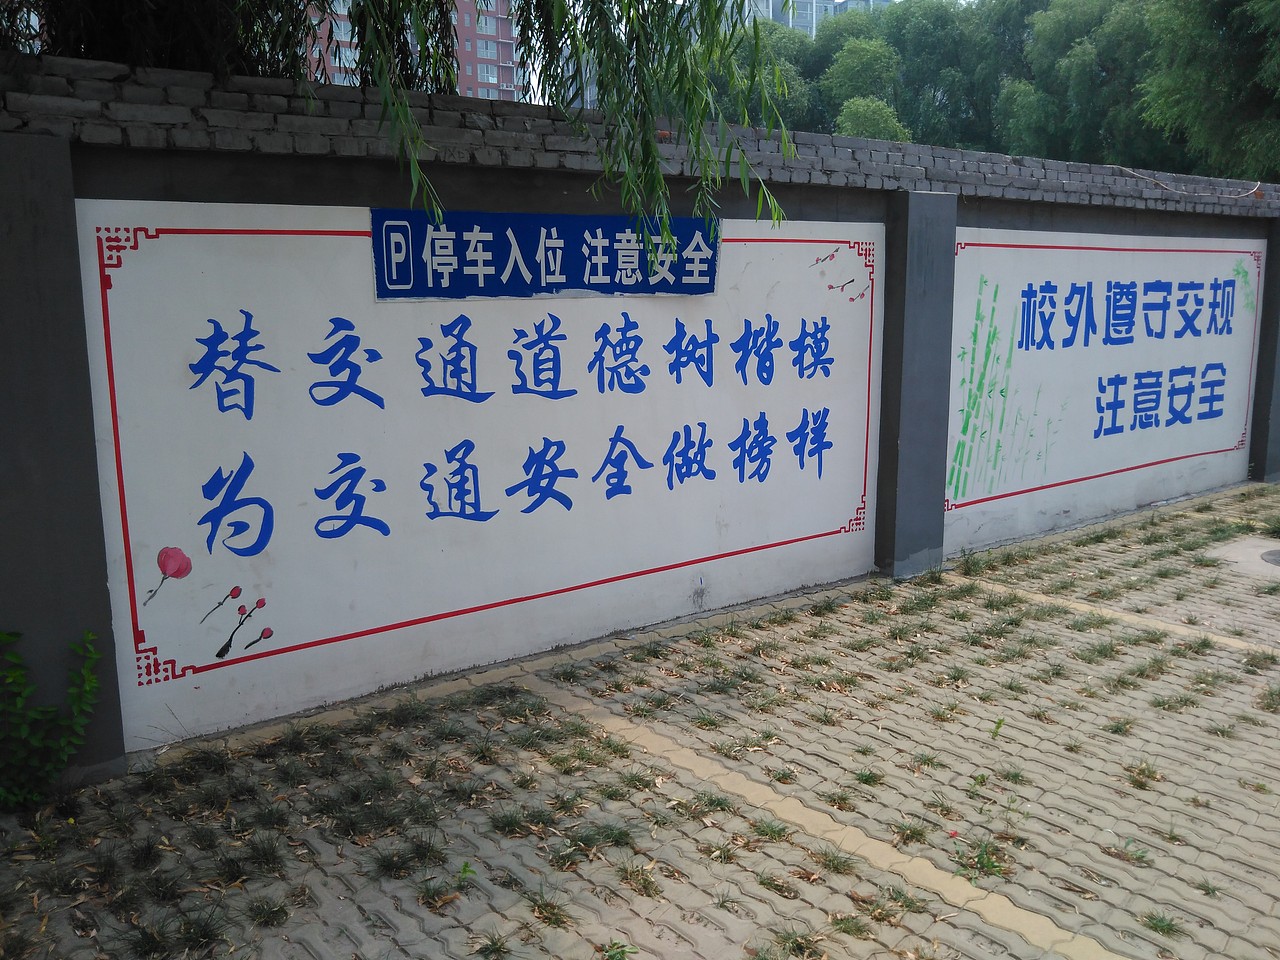 P停车入位 注意安全
替交通道德树楷模
为交通安全做榜样
校外遵守交规
注意安全